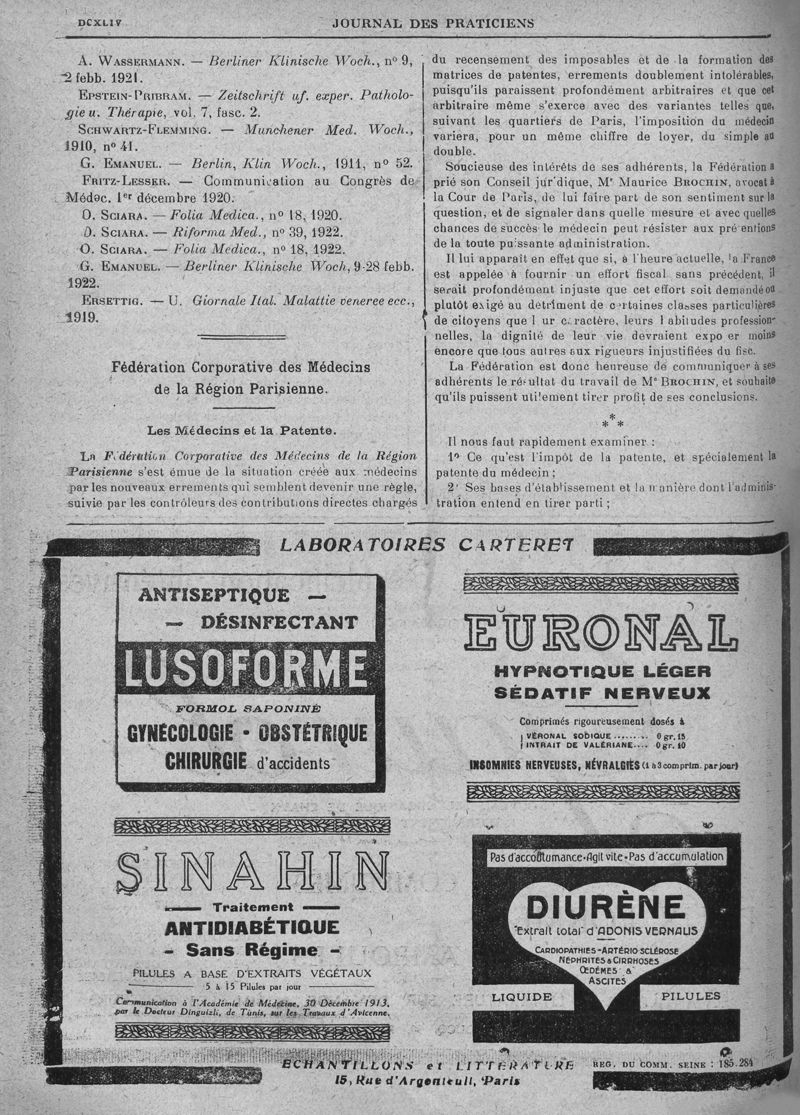 DCXLIV
JOURNAL DES PRATICIENS
A. WASSERMANN. — Berliner Klinische Woch., n° 9,
2 febb. 1921.
EPSTEIN-PRIBRAM. — Zeitschrift uf. exper. Patholo-
gie u. Thérapie, vol. 7, fasc. 2.
SCHWARTZ-FLEMMING. — Munchener Med. Woch.,
1910, n° 41.
G. EMANUEL. — Berlin, Klin Woch., 1911, n° 52.
FRITZ-LESSER. — Communication au Congrès de
Médec. 1er décembre 1920.
O. SCIARA. — Folia Medica., n° 18, 1920.
O. SCIARA. — Riforma Med., n° 39, 1922.
O. SCIARA. — Folia Medica., n° 18, 1922.
G. EMANUEL. — Berliner Klinische Woch, 9-28 febb.
1922.
ERSETTIG. — U. Giornale Ital. Malattie veneree ecc.,
1919.
Fédération Corporative des Médecins
de la Région Parisienne.
Les Médecins et la Patente.
La Fédération Corporative des Médecins de la Région
Parisienne s'est émue de la situation créée aux médecins
par les nouveaux errements qui semblent devenir une règle,
suivie par les contrôleurs des contributions directes chargés
du recensement des imposables et de la formation des
matrices de patentes, errements doublement intolérables,
puisqu'ils paraissent profondément arbitraires et que cet
arbitraire même s'exerce avec des variantes telles que,
suivant les quartiers de Paris, l'imposition du médecin
variera, pour un même chiffre de loyer, du simple au
double.
Soucieuse des intérêts de ses adhérents, la Fédération a
prié son Conseil juridique, Me Maurice BROCHIN, avocat à
la Cour de Paris, de lui faire part de son sentiment sur la
question, et de signaler dans quelle mesure et avec quelles
chances de succès le médecin peut résister aux prétentions
de la toute puissante administration.
Il lui apparaît en effet que si, à l'heure actuelle, la France
est appelée à fournir un effort fiscal sans précédent, il
serait profondément injuste que cet effort soit demandé ou
plutôt exigé au detriment de certaines classes particulières
de citoyens que leur caractère, leurs habitudes profession-
nelles, la dignité de leur vie devraient exposer moins
encore que tous autres aux rigueurs injustifiées du fisc.
La Fédération est donc heureuse de communiquer à ses
adhérents le résultat du travail de Me BROCHIN, et souhaite
qu'ils puissent utilement tirer profit de ses conclusions.
*
* *
Il nous faut rapidement examiner :
1° Ce qu'est l'impôt de la patente, et spécialement la
patente du médecin ;
2° Ses bases d'établissement et la manière dont l'adminis-
tration entend en tirer parti ;
LABORATOIRES CARTERET
ANTISEPTIQUE —
— DÉSINFECTANT
LUSOFORME
FORMOL SAPONINÉ
GYNÉCOLOGIE - OBSTÉTRIQUE
CHIRURGIE d'accidents
EURONAL
HYPNOTIQUE LÉGER
SÉDATIF NERVEUX
Comprimés rigoureusement dosés à
VÉRONAL SODIQUE........ 0 gr. 15
INTRAIT DE VALÉRIANE.... 0 gr. 10
INSOMNIES NERVEUSES, NÉVRALGIES (1 à 3 comprim. par jour)
SINAHIN
Traitement
ANTIDIABÉTIQUE
- Sans Régime -
PILULES A BASE D'EXTRAITS VÉGÉTAUX
5 à 15 Pilules par jour
Communication à l'Académie de Médecine, 30 Décembre 1913,
par le Docteur Dinguizli, de Tunis, sur les Travaux d'Avicenne.
Pas d'accoutumance-Agit vite-Pas d'accumulation
DIURÈNE
"Extrait total" d'ADONIS VERNALIS
CARDIOPATHIES-ARTÉRIO-SCLÉROSE
NÉPHRITES & CIRRHOSES
ŒDÉMES &
ASCITES
LIQUIDE
PILULES
ECHANTILLONS et LITTÉRATURE
REG. DU COMM. SEINE : 185.284
15, Rue d'Argenteuil, Paris